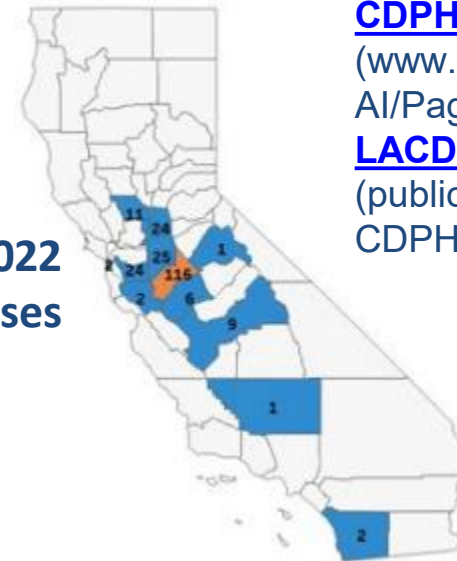 CDPH
(www.
AI/Pag
LACD
(public
CDPH
022
ses
11
24
1
2
24
25
116
2
6
9
1
2